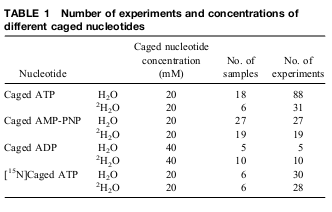 TABLE 1 Number of experiments and concentrations of
different caged nucleotides
Caged nucleotide
concentration No. of No. of
Nucleotide (mM) samples experiments
Caged ATP H₂O 20 18 88
²H₂O 20 6 31
Caged AMP-PNP H₂O 20 27 27
²H₂O 20 19 19
Caged ADP H₂O 40 5 5
²H₂O 40 10 10
[¹⁵N]Caged ATP H₂O 20 6 30
²H₂O 20 6 28